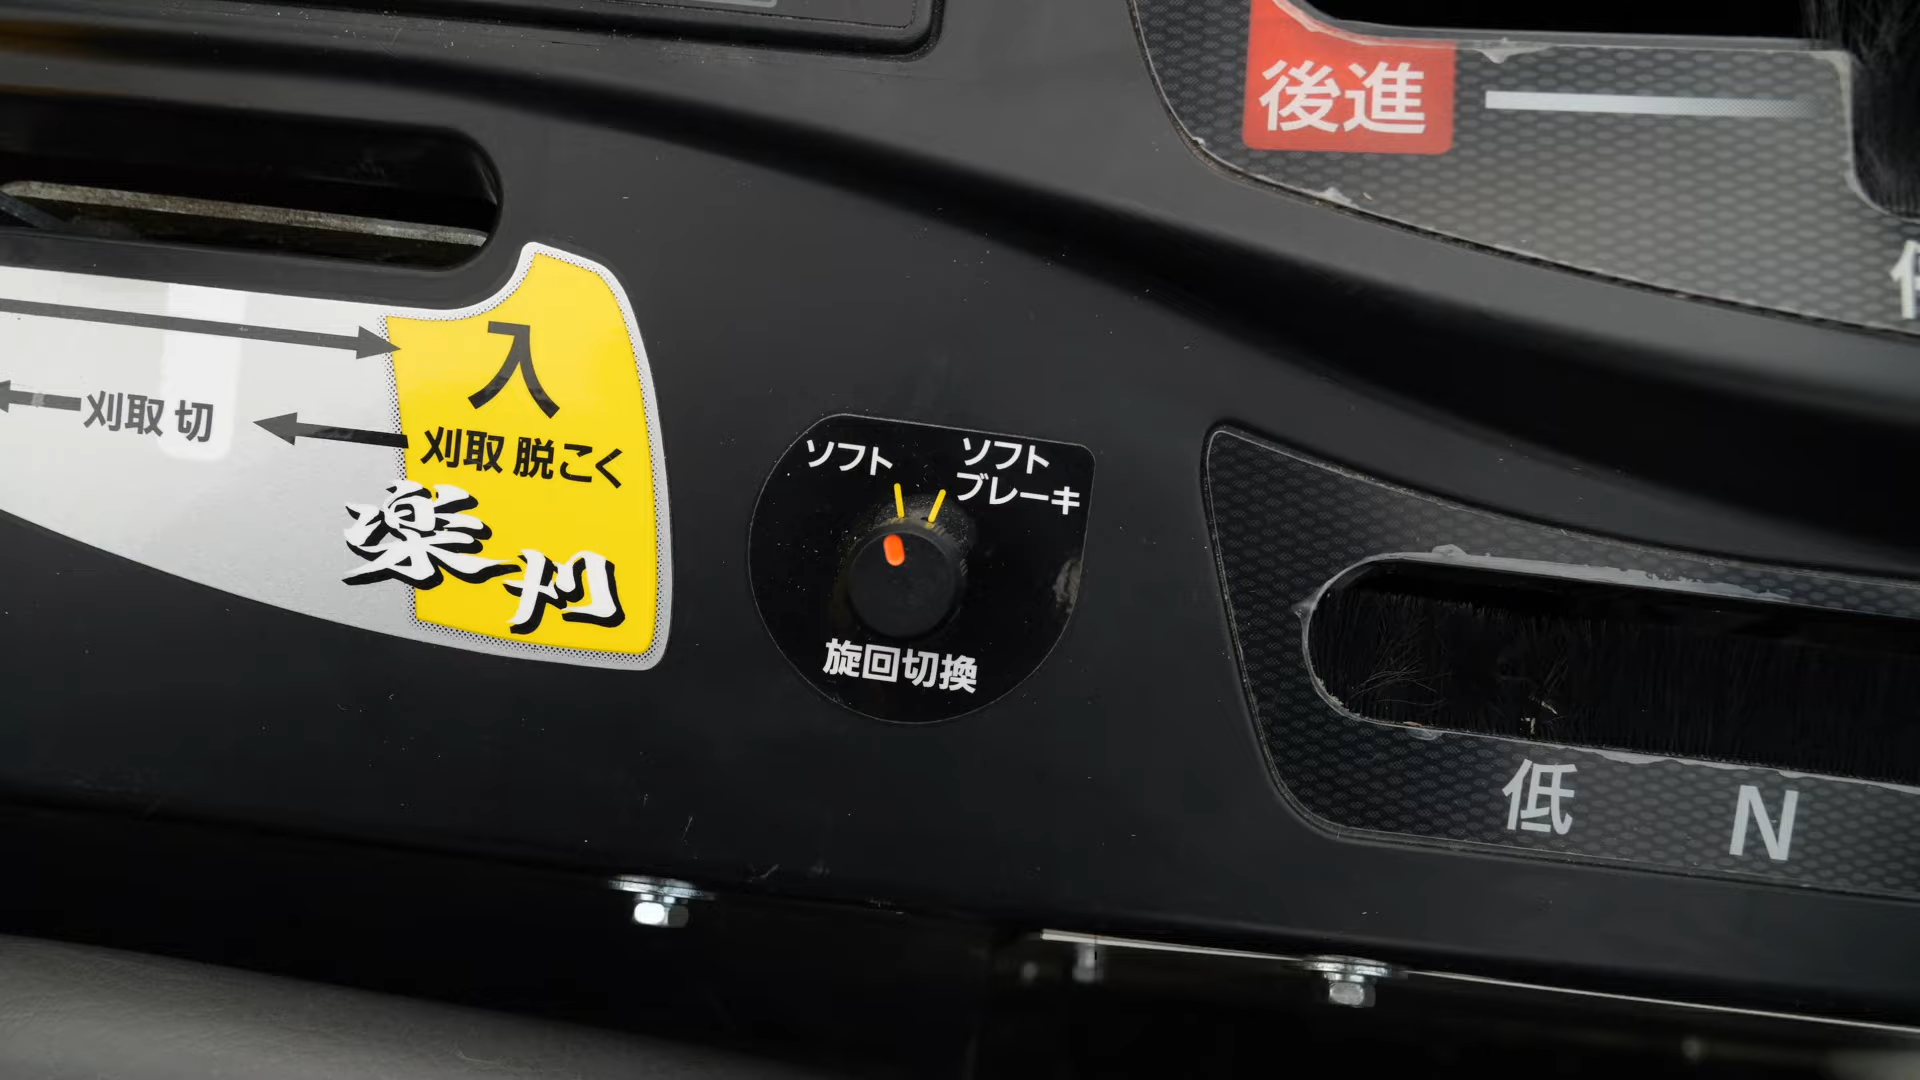 後進
入
刈取 切
刈取 脱こく
楽刈
ソフト
ソフト
ブレーキ
旋回切換
低
N